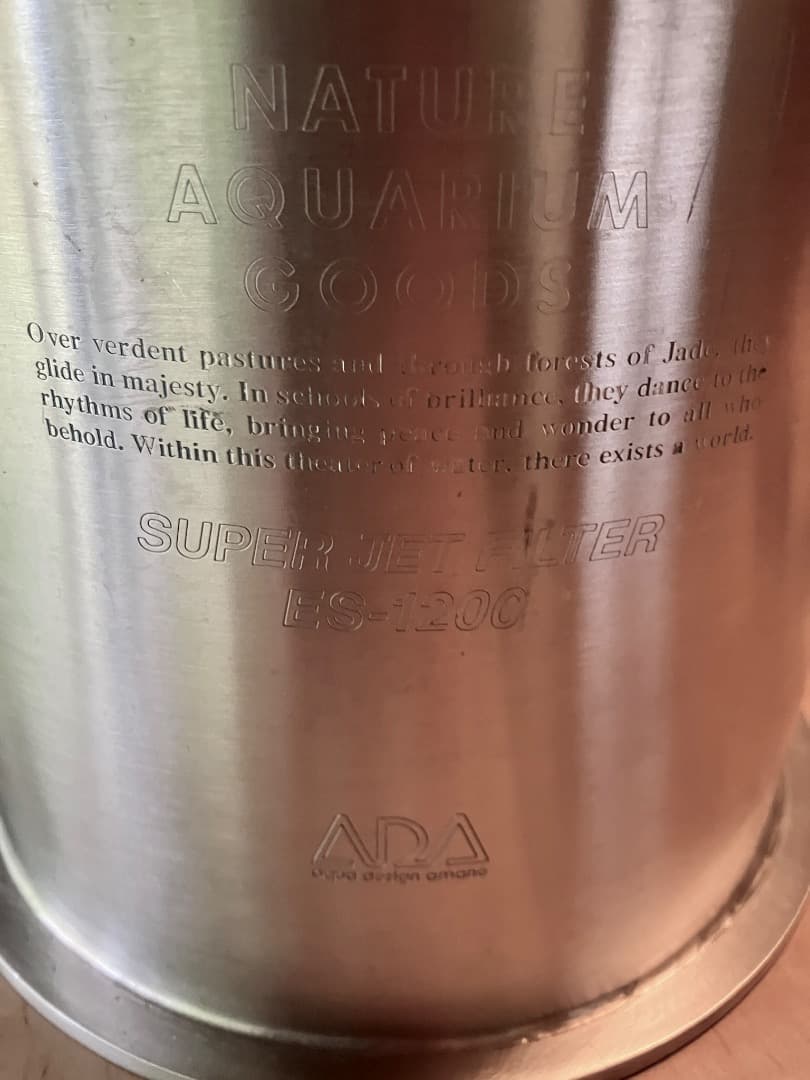 NATURE
AQUARIUM
GOODS
Over verdent pastures and through forests of Jade, they
glide in majesty. In schools of brilliance, they dance to the
rhythms of life, bringing peace and wonder to all who
behold. Within this theater of water, there exists a world.
SUPER JET FILTER
ES-1200
ADA
aqua design amano